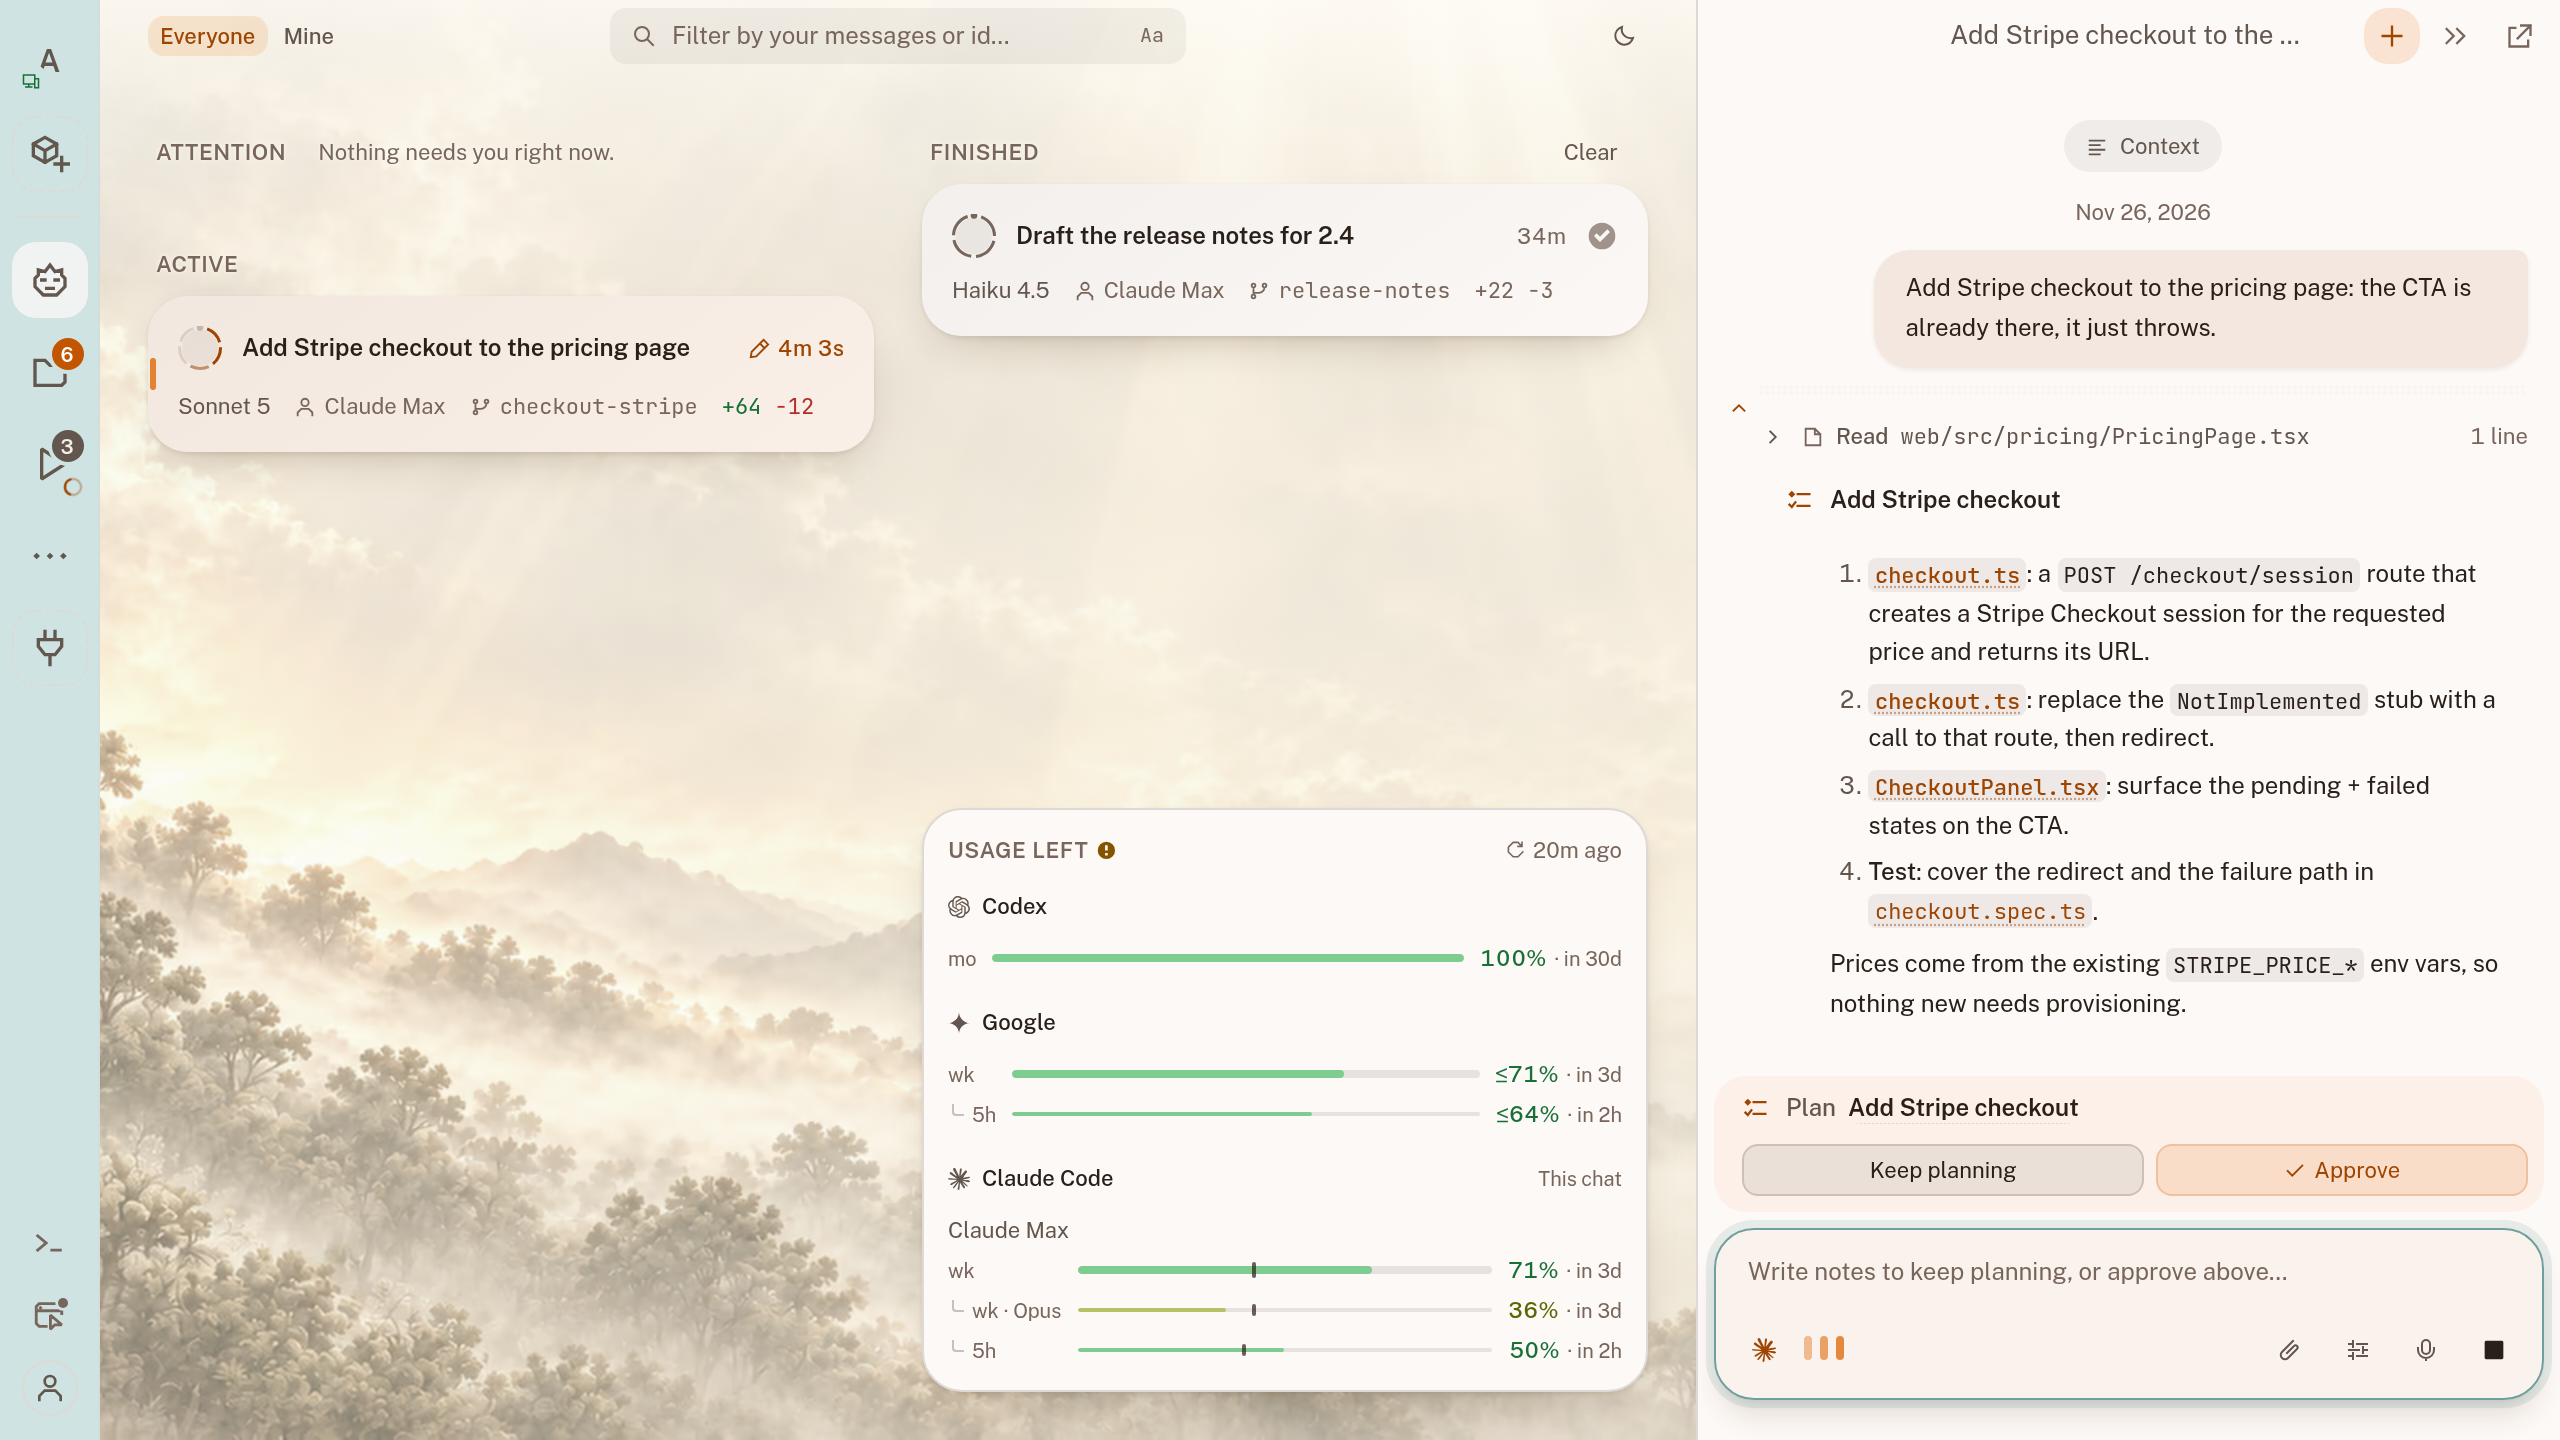 A
6
3
Everyone
Mine
Filter by your messages or id...
Aa
ATTENTION
Nothing needs you right now.
ACTIVE
Add Stripe checkout to the pricing page
4m 3s
Sonnet 5
Claude Max
checkout-stripe
+64 -12
FINISHED
Clear
Draft the release notes for 2.4
34m
Haiku 4.5
Claude Max
release-notes
+22 -3
USAGE LEFT
20m ago
Codex
mo
100% · in 30d
Google
wk
≤71% · in 3d
5h
≤64% · in 2h
Claude Code
This chat
Claude Max
wk
71% · in 3d
wk · Opus
36% · in 3d
5h
50% · in 2h
Add Stripe checkout to the ...
Context
Nov 26, 2026
Add Stripe checkout to the pricing page: the CTA is
already there, it just throws.
Read web/src/pricing/PricingPage.tsx
1 line
Add Stripe checkout
1. checkout.ts: a POST /checkout/session route that
creates a Stripe Checkout session for the requested
price and returns its URL.
2. checkout.ts: replace the NotImplemented stub with a
call to that route, then redirect.
3. CheckoutPanel.tsx: surface the pending + failed
states on the CTA.
4. Test: cover the redirect and the failure path in
checkout.spec.ts.
Prices come from the existing STRIPE_PRICE_* env vars, so
nothing new needs provisioning.
Plan Add Stripe checkout
Keep planning
Approve
Write notes to keep planning, or approve above...